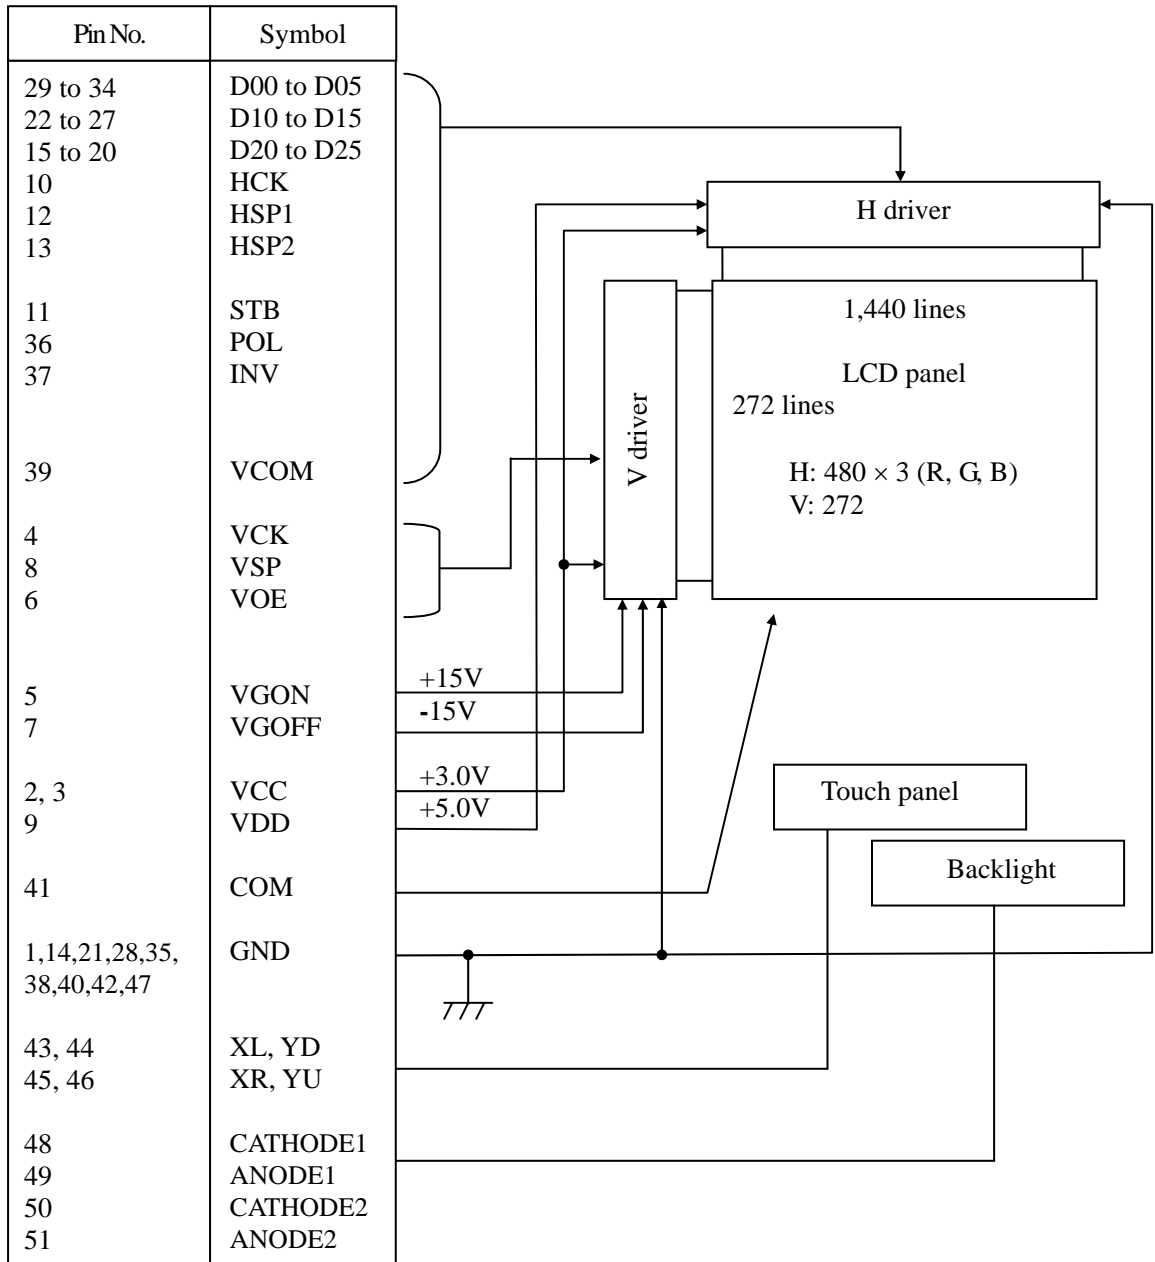 Pin No. Symbol
29 to 34 D00 to D05
22 to 27 D10 to D15
15 to 20 D20 to D25
10 HCK
12 HSP1
13 HSP2
11 STB
36 POL
37 INV
39 VCOM
4 VCK
8 VSP
6 VOE
5 VGON +15V
7 VGOFF -15V
2, 3 VCC +3.0V
9 VDD +5.0V
41 COM
1,14,21,28,35, GND
38,40,42,47
43, 44 XL, YD
45, 46 XR, YU
48 CATHODE1
49 ANODE1
50 CATHODE2
51 ANODE2
H driver
V driver
1,440 lines
LCD panel
272 lines
H: 480 × 3 (R, G, B)
V: 272
Touch panel
Backlight